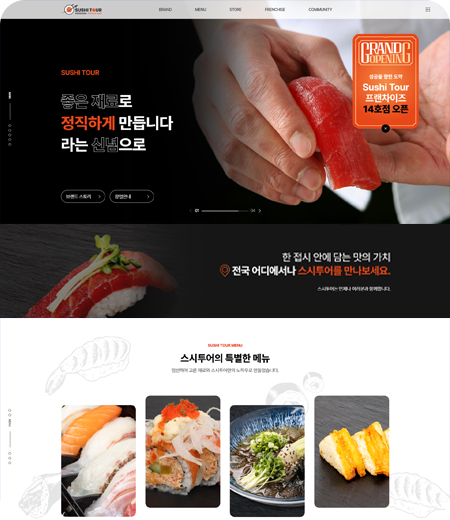 SUSHI TOUR
BRAND
MENU
STORE
FRENCHISE
COMMUNITY
GRAND
OPENING
성공을 향한 도약
Sushi Tour
프랜차이즈
14호점 오픈
SUSHI TOUR
좋은 재료로
정직하게 만듭니다
라는 신념으로
브랜드 스토리
창업안내
01
04
한 접시 안에 담는 맛의 가치
전국 어디에서나 스시투어를 만나보세요.
스시투어는 언제나 여러분과 함께합니다.
SUSHI TOUR MENU
스시투어의 특별한 메뉴
엄선하여 고른 재료와 스시투어만의 노하우로 만들었습니다.